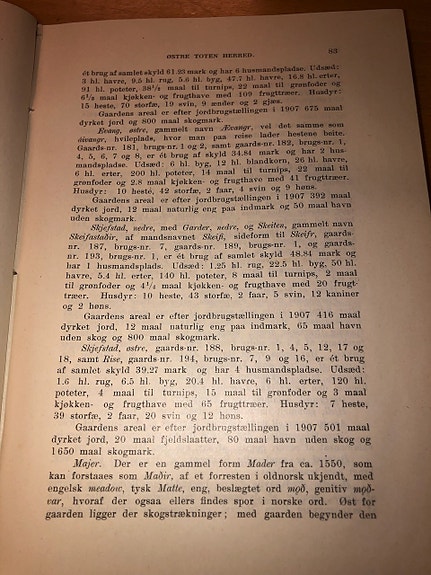 ØSTRE TOTEN HERRED. 83
ét brug af samlet skyld 61.23 mark og har 6 husmandspladse. Udsæd:
3 hl. havre, 9.5 hl. rug, 5.6 hl. byg, 47.7 hl. havre, 16.8 hl. erter,
91 hl. poteter, 38¹/₂ maal til turnips, 22 maal til grønfoder og
6¹/₂ maal kjøkken- og frugthave med 109 frugttræer. Husdyr:
15 heste, 70 storfæ, 19 svin, 9 ænder og 2 gjæs.
Gaardens areal er efter jordbrugstællingen i 1907 675 maal
dyrket jord og 800 maal skogmark.
Evang, østre, gammelt navn Ævangr, vel det samme som
áivangr, hvileplads, hvor man paa reise lader hestene beite.
Gaards-nr. 181, brugs-nr. 1 og 2, samt gaards-nr. 182, brugs-nr. 1,
4, 5, 6, 7 og 8, er ét brug af skyld 34.84 mark og har 2 hus-
mandspladse. Udsæd: 6 hl. byg, 12 hl. blandkorn, 26 hl. havre,
6 hl. erter, 200 hl. poteter, 14 maal til turnips, 22 maal til
grønfoder og 2.8 maal kjøkken- og frugthave med 41 frugttræer.
Husdyr: 10 heste, 42 storfæ, 2 faar, 4 svin og 9 høns.
Gaardens areal er efter jordbrugstællingen i 1907 392 maal
dyrket jord, 12 maal naturlig eng paa indmark og 50 maal havn
uden skogmark.
Skjefstad, nedre, med Garder, nedre, og Skeiten, gammelt navn
Skeifsstaðir, af mandsnavnet Skeifi, sideform til Skeifr, gaards-
nr. 187, brugs-nr. 7, gaards-nr. 189, brugs-nr. 1, og gaards-
nr. 193, brugs-nr. 1, er ét brug af samlet skyld 48.84 mark og
har 1 husmandsplads. Udsæd: 1.25 hl. rug, 22.5 hl. byg, 50 hl.
havre, 5.4 hl. erter, 190 hl. poteter, 8 maal til turnips, 2 maal
til grønfoder og 4¹/₂ maal kjøkken- og frugthave med 20 frugt-
træer. Husdyr: 10 heste, 43 storfæ, 2 faar, 5 svin, 12 kaniner
og 2 høns.
Gaardens areal er efter jordbrugstællingen i 1907 416 maal
dyrket jord, 12 maal naturlig eng paa indmark, 65 maal havn
uden skog og 800 maal skogmark.
Skjefstad, østre, gaards-nr. 188, brugs-nr. 1, 4, 5, 12, 17 og
18, samt Rise, gaards-nr. 194, brugs-nr. 7, 9 og 16, er ét brug
af samlet skyld 39.27 mark og har 4 husmandspladse. Udsæd:
1.6 hl. rug, 6.5 hl. byg, 20.4 hl. havre, 6 hl. erter, 120 hl.
poteter, 4 maal til turnips, 15 maal til grønfoder og 3 maal
kjøkken- og frugthave med 65 frugttræer. Husdyr: 7 heste,
39 storfæ, 2 faar, 20 svin og 12 høns.
Gaardens areal er efter jordbrugstællingen i 1907 501 maal
dyrket jord, 20 maal fjeldslaatter, 80 maal havn uden skog og
1650 maal skogmark.
Majer. Der er en gammel form Mader fra ca. 1550, som
kan forstaaes som Maðir, af et forresten i oldnorsk ukjendt, med
engelsk meadow, tysk Matte, eng, beslægtet ord mǫð, genitiv mǫð-
var, hvoraf der ogsaa ellers findes spor i norske ord. Øst for
gaarden ligger der skogstrækninger; med gaarden begynder den